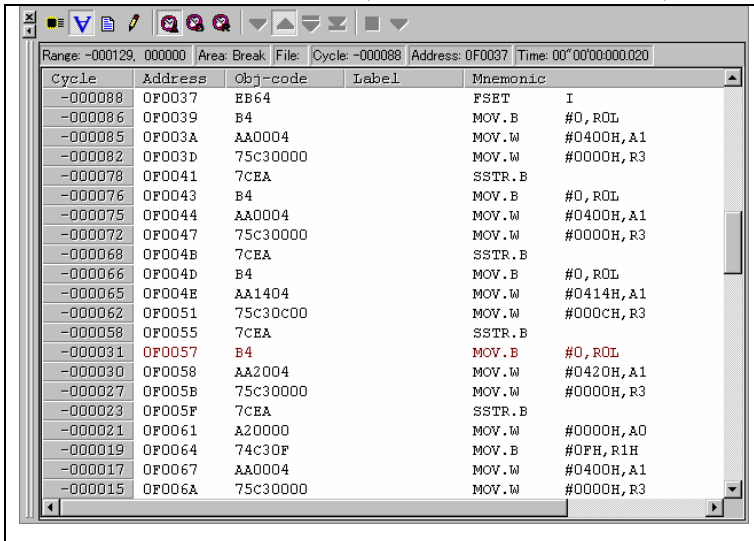 Range: -000129, 000000 Area: Break File: Cycle: -000088 Address: 0F0037 Time: 00"00'00:000.020
Cycle Address Obj-code Label Mnemonic
-000088 0F0037 EB64 FSET I
-000086 0F0039 B4 MOV.B #0,R0L
-000085 0F003A AA0004 MOV.W #0400H,A1
-000082 0F003D 75C30000 MOV.W #0000H,R3
-000078 0F0041 7CEA SSTR.B
-000076 0F0043 B4 MOV.B #0,R0L
-000075 0F0044 AA0004 MOV.W #0400H,A1
-000072 0F0047 75C30000 MOV.W #0000H,R3
-000068 0F004B 7CEA SSTR.B
-000066 0F004D B4 MOV.B #0,R0L
-000065 0F004E AA1404 MOV.W #0414H,A1
-000062 0F0051 75C30C00 MOV.W #000CH,R3
-000058 0F0055 7CEA SSTR.B
-000031 0F0057 B4 MOV.B #0,R0L
-000030 0F0058 AA2004 MOV.W #0420H,A1
-000027 0F005B 75C30000 MOV.W #0000H,R3
-000023 0F005F 7CEA SSTR.B
-000021 0F0061 A20000 MOV.W #0000H,A0
-000019 0F0064 74C30F MOV.B #0FH,R1H
-000017 0F0067 AA0004 MOV.W #0400H,A1
-000015 0F006A 75C30000 MOV.W #0000H,R3